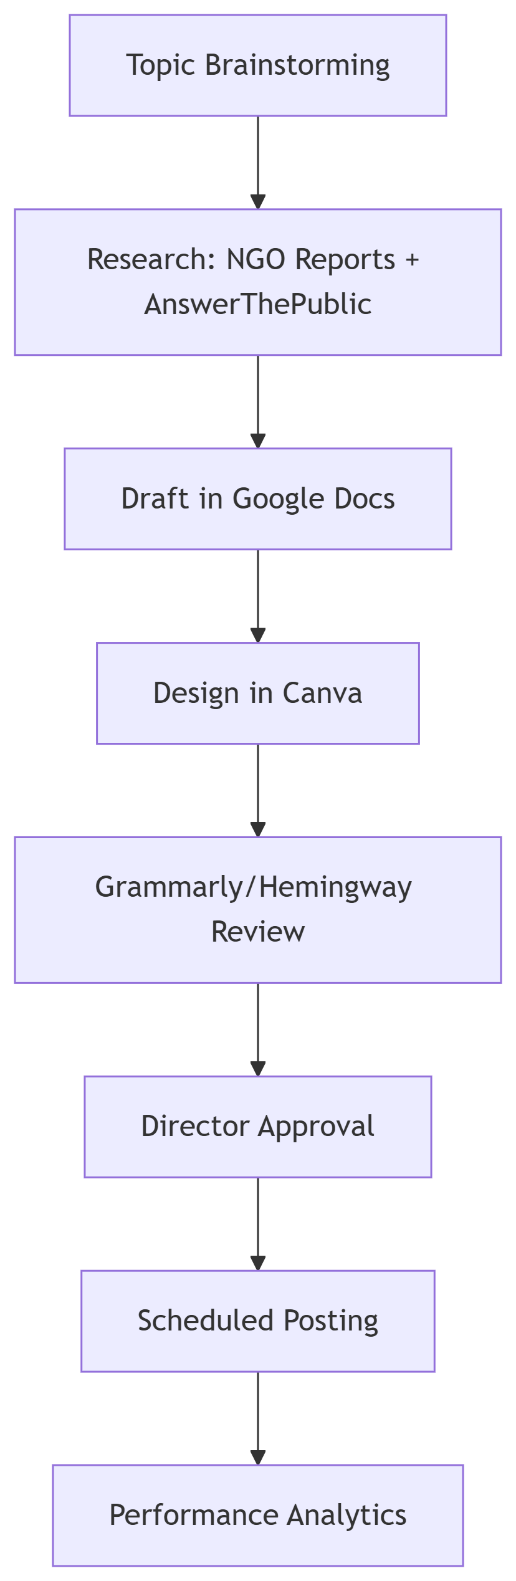 Topic Brainstorming
Research: NGO Reports +
AnswerThePublic
Draft in Google Docs
Design in Canva
Grammarly/Hemingway
Review
Director Approval
Scheduled Posting
Performance Analytics